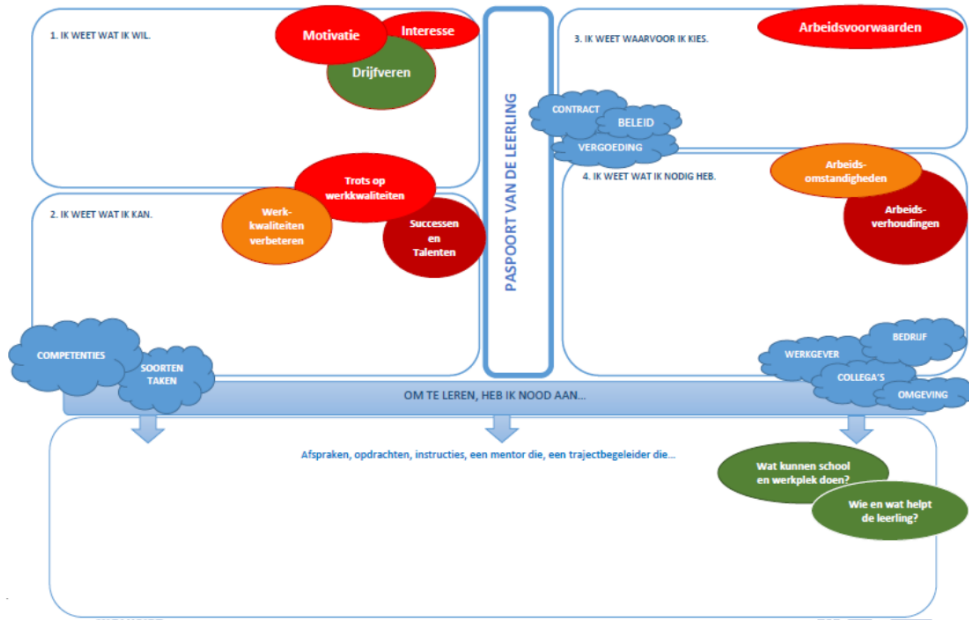 1. IK WEET WAT IK WIL.
Motivatie
Interesse
Drijfveren
2. IK WEET WAT IK KAN.
Trots op
werkkwaliteiten
Werk-
kwaliteiten
verbeteren
Successen
en
Talenten
COMPETENTIES
SOORTEN
TAKEN
PASPOORT VAN DE LEERLING
3. IK WEET WAARVOOR IK KIES.
Arbeidsvoorwaarden
CONTRACT
BELEID
VERGOEDING
4. IK WEET WAT IK NODIG HEB.
Arbeids-
omstandigheden
Arbeids-
verhoudingen
BEDRIJF
WERKGEVER
COLLEGA'S
OMGEVING
OM TE LEREN, HEB IK NOOD AAN...
Afspraken, opdrachten, instructies, een mentor die, een trajectbegeleider die...
Wat kunnen school
en werkplek doen?
Wie en wat helpt
de leerling?